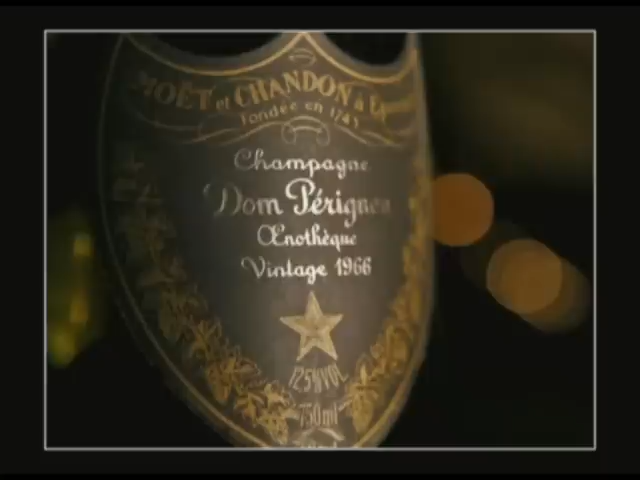 MOËT et CHANDON à E
Fondée en 1743
Champagne
Dom Pérignon
Œnothèque
Vintage 1966
12.5%VOL
750ml